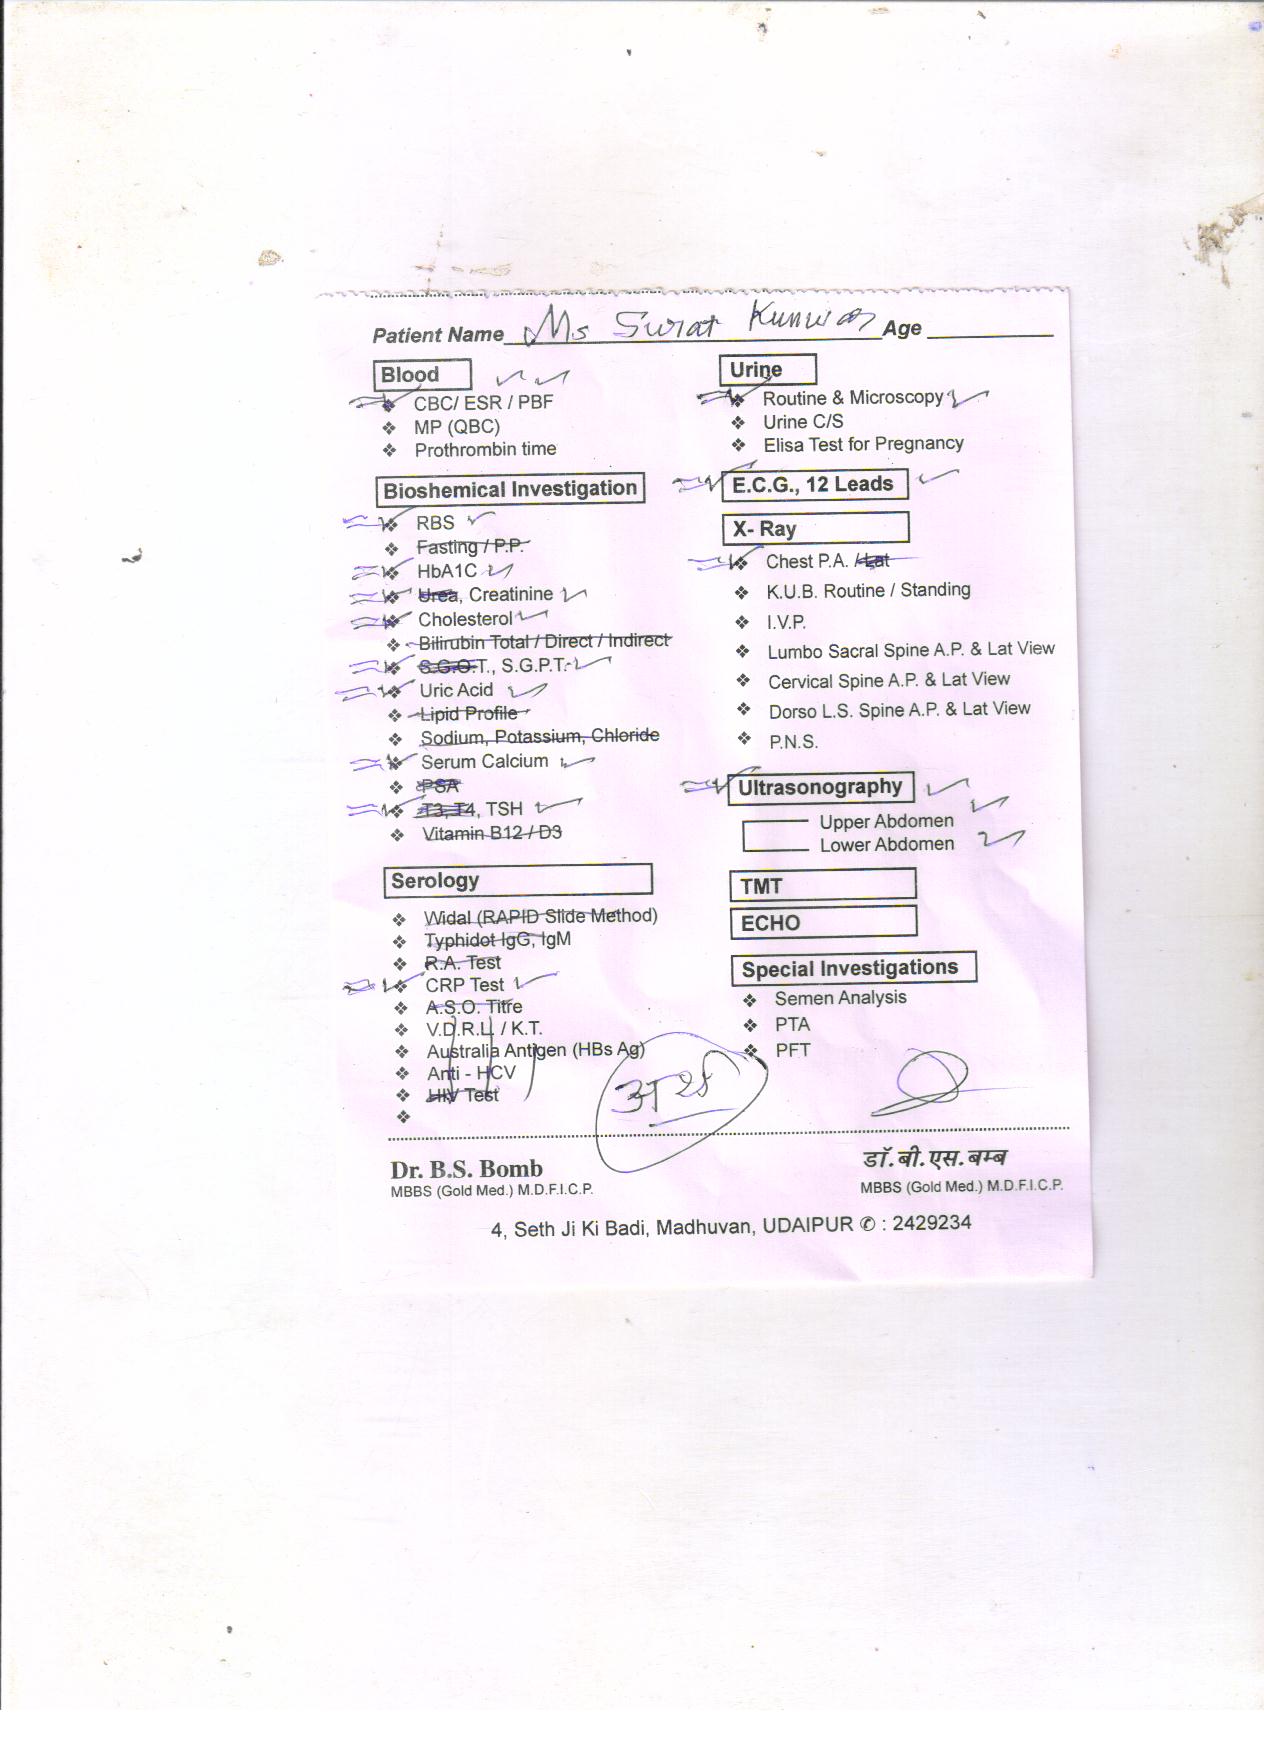 Patient Name Ms Surat Kunwar Age
Blood
CBC/ ESR / PBF
MP (QBC)
Prothrombin time
Bioshemical Investigation
RBS
Fasting / P.P.
HbA1C
Urea, Creatinine
Cholesterol
Bilirubin Total / Direct / Indirect
S.G.O.T., S.G.P.T.
Uric Acid
Lipid Profile
Sodium, Potassium, Chloride
Serum Calcium
PSA
T3, T4, TSH
Vitamin B12 / D3
Serology
Widal (RAPID Slide Method)
Typhidot IgG, IgM
R.A. Test
CRP Test
A.S.O. Titre
V.D.R.L / K.T.
Australia Antigen (HBs Ag)
Anti - HCV
HIV Test
Urine
Routine & Microscopy
Urine C/S
Elisa Test for Pregnancy
E.C.G., 12 Leads
X- Ray
Chest P.A. / Lat
K.U.B. Routine / Standing
I.V.P.
Lumbo Sacral Spine A.P. & Lat View
Cervical Spine A.P. & Lat View
Dorso L.S. Spine A.P. & Lat View
P.N.S.
Ultrasonography
Upper Abdomen
Lower Abdomen
TMT
ECHO
Special Investigations
Semen Analysis
PTA
PFT
Dr. B.S. Bomb
MBBS (Gold Med.) M.D.F.I.C.P.
डॉ. बी. एस. बम्ब
MBBS (Gold Med.) M.D.F.I.C.P.
4, Seth Ji Ki Badi, Madhuvan, UDAIPUR ✆ : 2429234